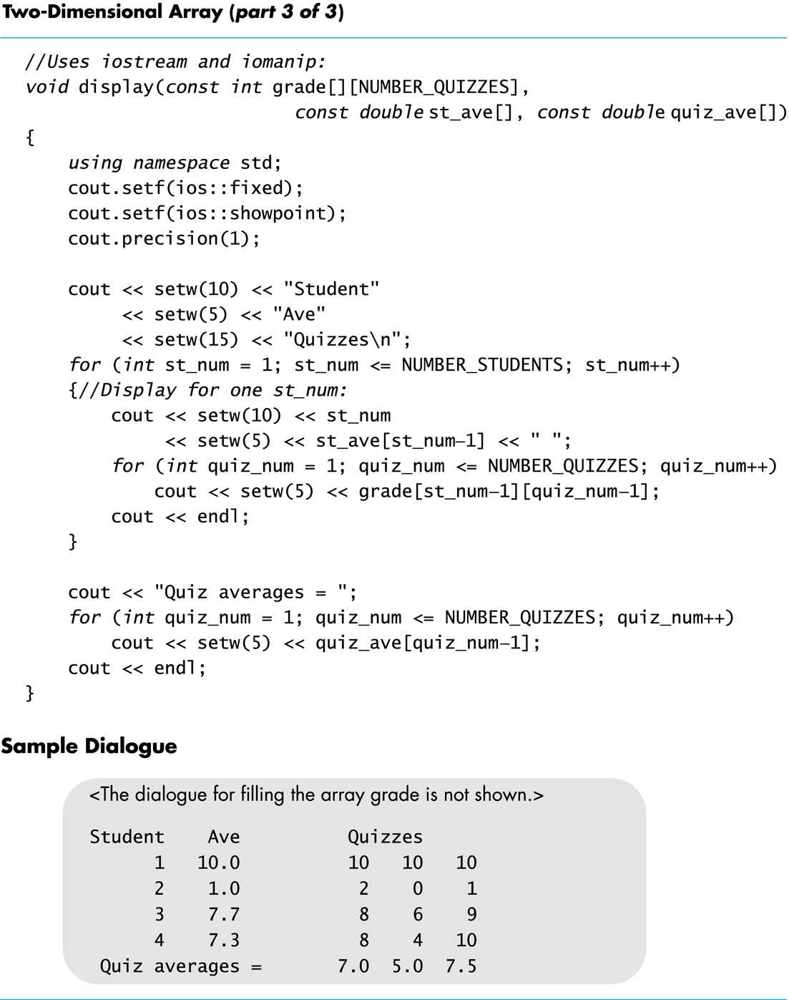 Two-Dimensional Array (part 3 of 3)
//Uses iostream and iomanip:
void display(const int grade[][NUMBER_QUIZZES],
const double st_ave[], const double quiz_ave[])
{
using namespace std;
cout.setf(ios::fixed);
cout.setf(ios::showpoint);
cout.precision(1);
cout << setw(10) << "Student"
<< setw(5) << "Ave"
<< setw(15) << "Quizzes\n";
for (int st_num = 1; st_num <= NUMBER_STUDENTS; st_num++)
{//Display for one st_num:
cout << setw(10) << st_num
<< setw(5) << st_ave[st_num−1] << " ";
for (int quiz_num = 1; quiz_num <= NUMBER_QUIZZES; quiz_num++)
cout << setw(5) << grade[st_num−1][quiz_num−1];
cout << endl;
}
cout << "Quiz averages = ";
for (int quiz_num = 1; quiz_num <= NUMBER_QUIZZES; quiz_num++)
cout << setw(5) << quiz_ave[quiz_num−1];
cout << endl;
}
Sample Dialogue
<The dialogue for filling the array grade is not shown.>
Student Ave Quizzes
1 10.0 10 10 10
2 1.0 2 0 1
3 7.7 8 6 9
4 7.3 8 4 10
Quiz averages = 7.0 5.0 7.5